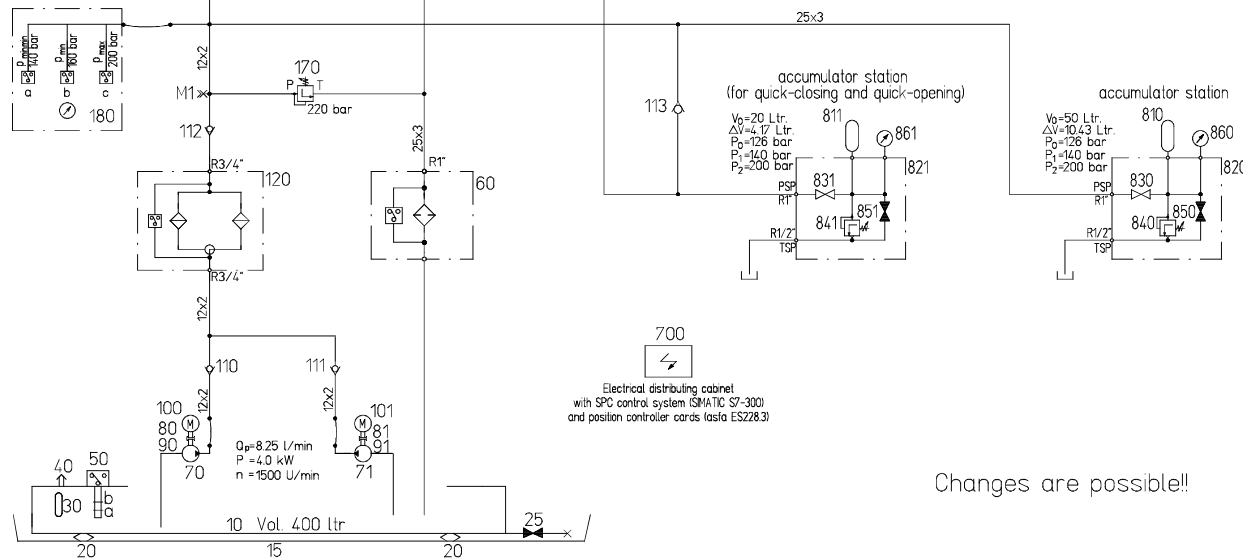 25x3
Pminmin
140 bar
Pmin
160 bar
Pmax
200 bar
a
b
c
180
12x2
M1
170
P
T
220 bar
112
25x3
113
accumulator station
(for quick-closing and quick-opening)
811
861
V0=20 Ltr.
△V=4.17 Ltr.
P0=126 bar
P1=140 bar
P2=200 bar
821
PSP
R1"
831
841
851
R1/2"
TSP
accumulator station
810
860
V0=50 Ltr.
△V=10.43 Ltr.
P0=126 bar
P1=140 bar
P2=200 bar
820
PSP
R1"
830
840
850
R1/2"
TSP
R3/4"
120
R3/4"
R1"
60
12x2
110
111
12x2
12x2
100
80
90
M
70
101
81
91
M
71
Qp=8.25 l/min
P = 4.0 kW
n = 1500 U/min
700
Electrical distributing cabinet
with SPC control system (SIMATIC S7-300)
and position controller cards (asfa ES228.3)
40
50
30
b
a
10 Vol. 400 ltr
25
20
15
20
Changes are possible!!